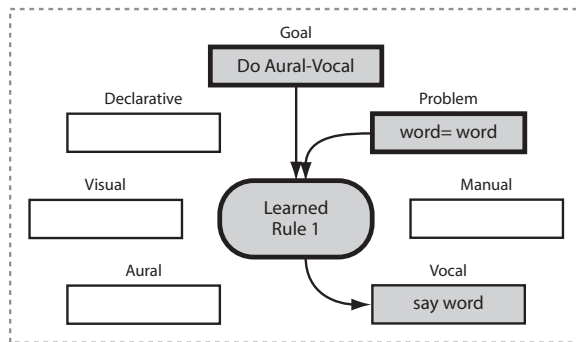 Goal
Do Aural-Vocal
Declarative
Problem
word= word
Visual
Learned
Rule 1
Manual
Aural
Vocal
say word